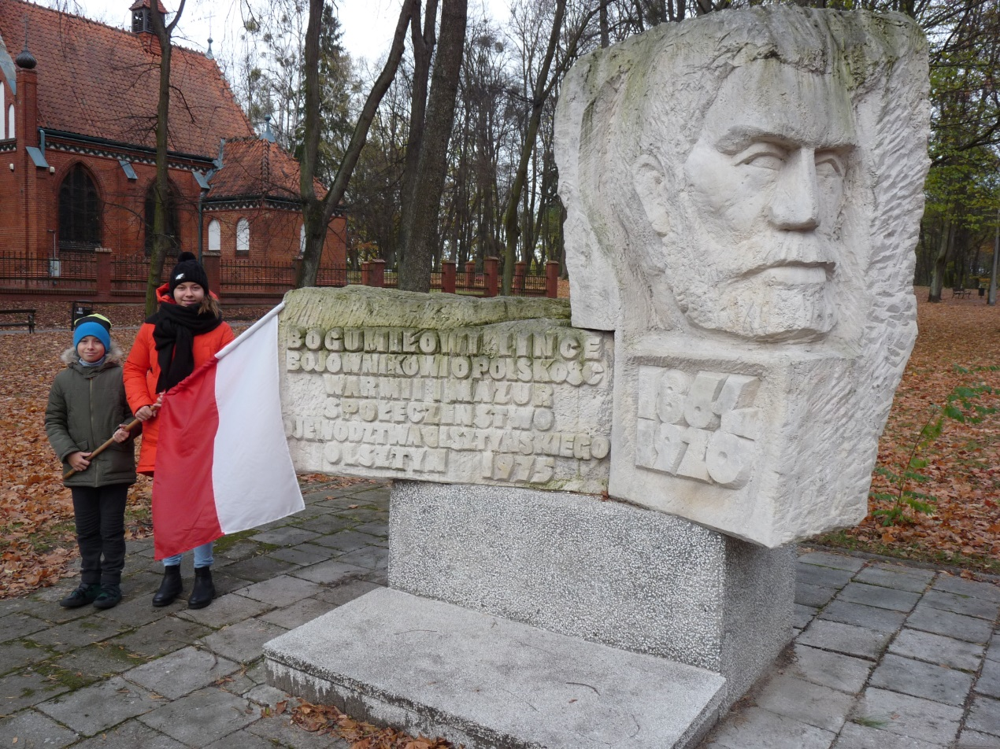 BOGUMIŁOWI LINCE
BOJOWNIKOWI O POLSKOŚĆ
WARMII I MAZUR
SPOŁECZEŃSTWO
WOJEWÓDZTWA OLSZTYŃSKIEGO
OLSZTYN 1975
1864
1920